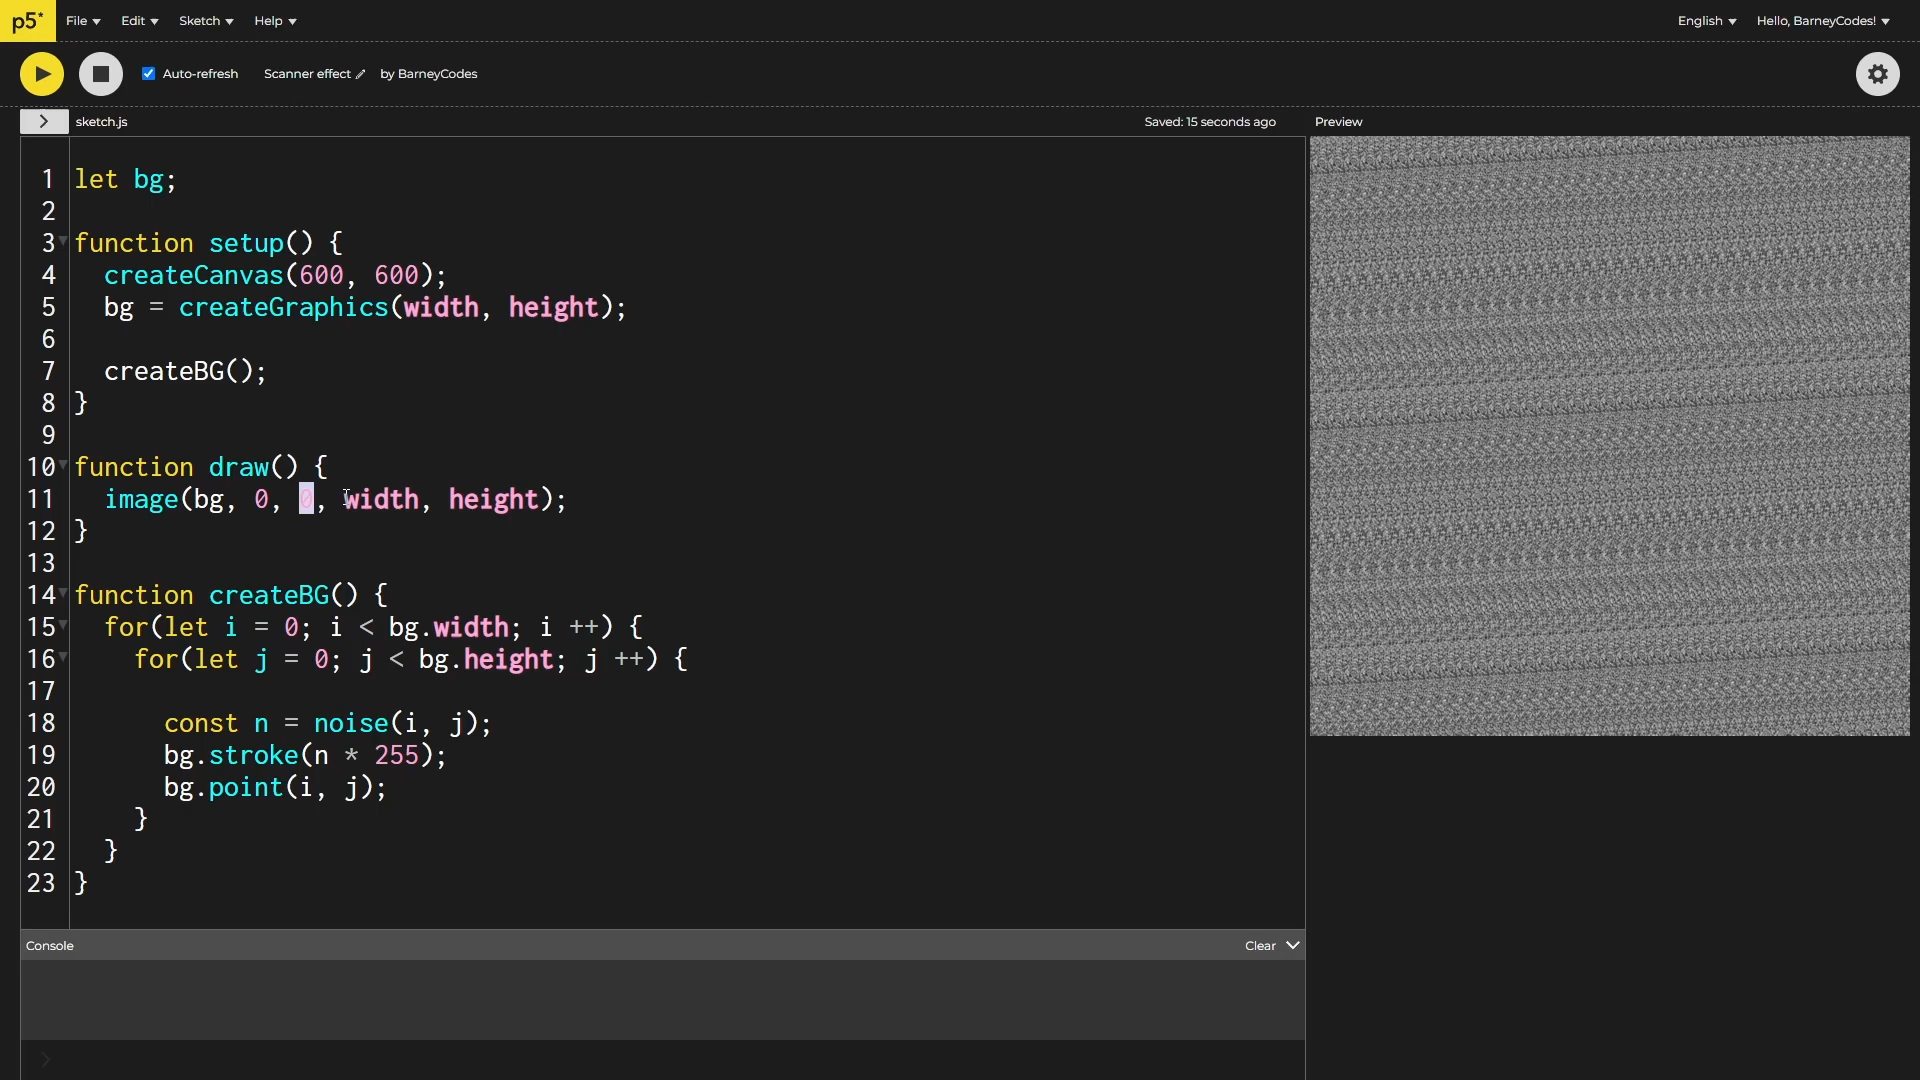 p5* File Edit Sketch Help English Hello, BarneyCodes!
Auto-refresh Scanner effect by BarneyCodes
> sketch.js Saved: 15 seconds ago Preview
1 let bg;
2
3 function setup() {
4 createCanvas(600, 600);
5 bg = createGraphics(width, height);
6
7 createBG();
8 }
9
10 function draw() {
11 image(bg, 0, 0, width, height);
12 }
13
14 function createBG() {
15 for(let i = 0; i < bg.width; i ++) {
16 for(let j = 0; j < bg.height; j ++) {
17
18 const n = noise(i, j);
19 bg.stroke(n * 255);
20 bg.point(i, j);
21 }
22 }
23 }
Console Clear
>